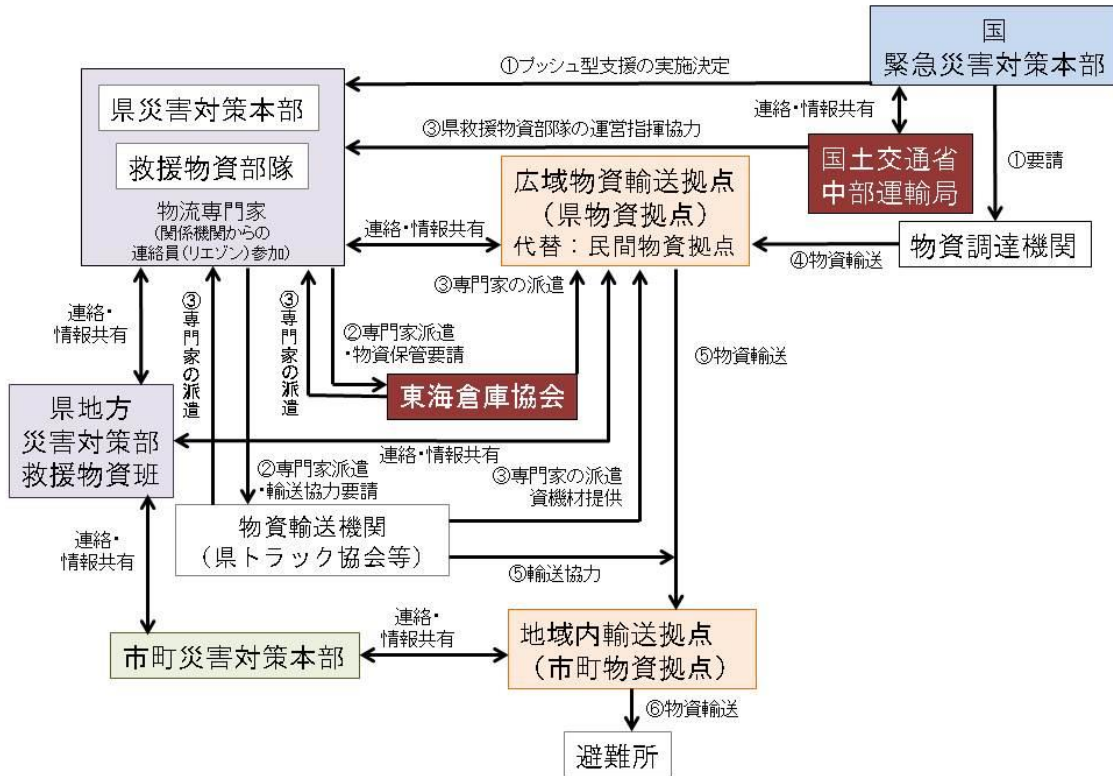 国
緊急災害対策本部
①プッシュ型支援の実施決定
県災害対策本部
連絡・情報共有
③県救援物資部隊の運営指揮協力
救援物資部隊
国土交通省
中部運輸局
①要請
広域物資輸送拠点
（県物資拠点）
代替：民間物資拠点
物流専門家
(関係機関からの
連絡員(リエゾン)参加)
連絡・情報共有
物資調達機関
④物資輸送
③専門家の派遣
連絡・
情報共有
③専門家の派遣
③専門家の派遣
②専門家派遣
・物資保管要請
⑤物資輸送
東海倉庫協会
県地方
災害対策部
救援物資班
連絡・情報共有
②専門家派遣
・輸送協力要請
③専門家の派遣
資機材提供
物資輸送機関
（県トラック協会等）
連絡・
情報共有
⑤輸送協力
連絡・
情報共有
地域内輸送拠点
（市町物資拠点）
市町災害対策本部
⑥物資輸送
避難所